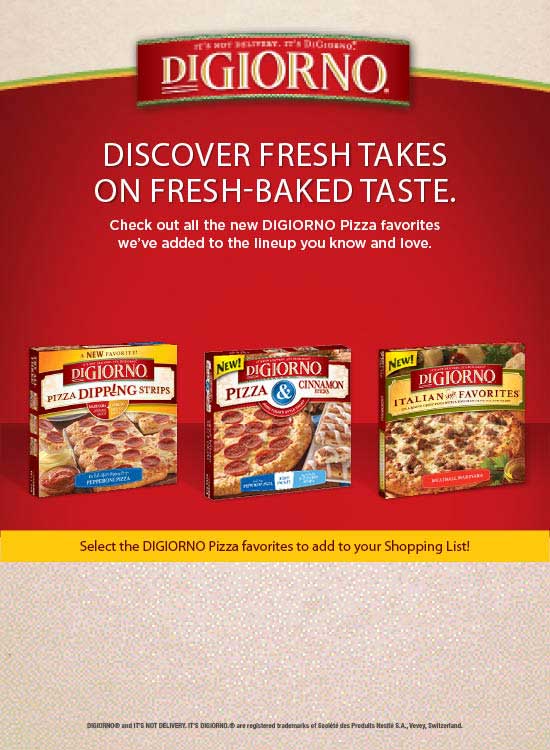 IT'S NOT DELIVERY. IT'S DIGIORNO.®
DIGIORNO®
DISCOVER FRESH TAKES
ON FRESH-BAKED TASTE.
Check out all the new DIGIORNO Pizza favorites
we've added to the lineup you know and love.
A NEW FAVORITE!
DIGIORNO
PIZZA DIPPING STRIPS
PEPPERONI PIZZA
New!
DIGIORNO
PIZZA & CINNAMON STICKS
New!
DIGIORNO
ITALIAN FAVORITES
MEATBALL MARINARA
Select the DIGIORNO Pizza favorites to add to your Shopping List!
DIGIORNO® and IT'S NOT DELIVERY. IT'S DIGIORNO.® are registered trademarks of Société des Produits Nestlé S.A., Vevey, Switzerland.